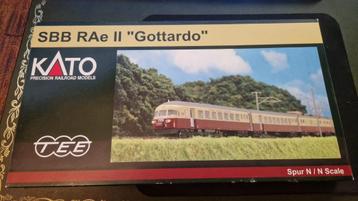 SBB RAe II "Gottardo"
KATO
PRECISION RAILROAD MODELS
TEE
Spur N / N Scale